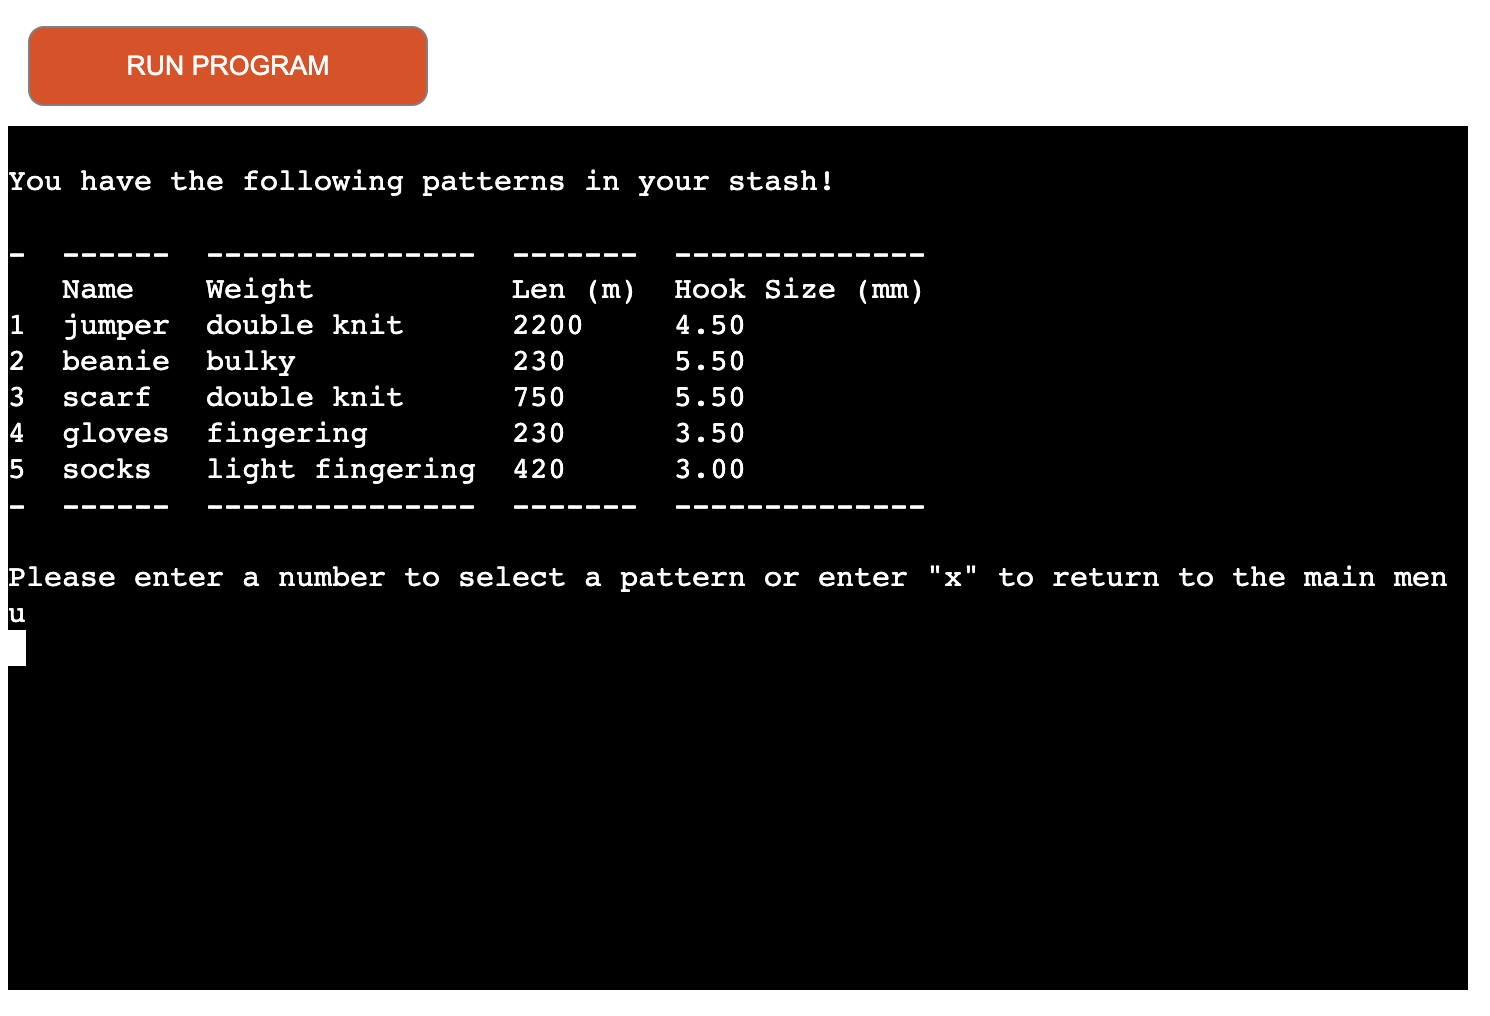 RUN PROGRAM
You have the following patterns in your stash!
-  ------  ---------------  -------  --------------
   Name    Weight           Len (m)  Hook Size (mm)
1  jumper  double knit      2200     4.50
2  beanie  bulky            230      5.50
3  scarf   double knit      750      5.50
4  gloves  fingering        230      3.50
5  socks   light fingering  420      3.00
-  ------  ---------------  -------  --------------
Please enter a number to select a pattern or enter "x" to return to the main men
u